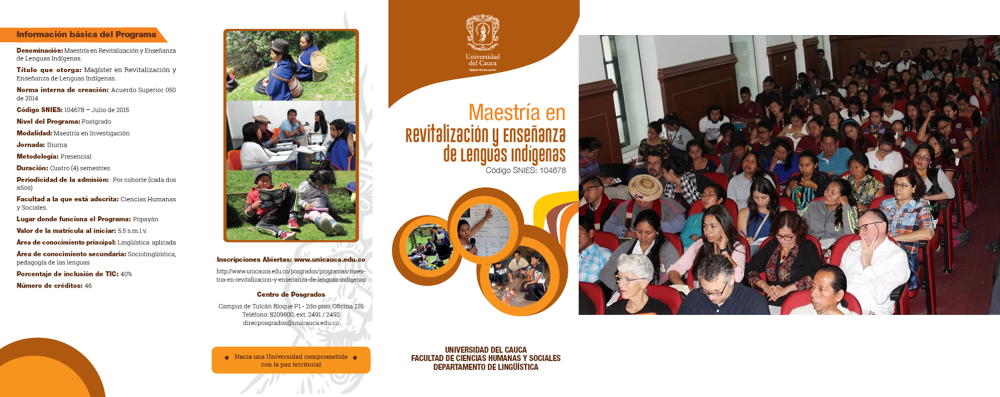 Información básica del Programa
Denominación: Maestría en Revitalización y Enseñanza
de Lenguas Indígenas.
Título que otorga: Magíster en Revitalización y
Enseñanza de Lenguas Indígenas.
Norma interna de creación: Acuerdo Superior 050
de 2014
Código SNIES: 104678 – Julio de 2015
Nivel del Programa: Postgrado
Modalidad: Maestría en Investigación
Jornada: Diurna
Metodología: Presencial
Duración: Cuatro (4) semestres
Periodicidad de la admisión: Por cohorte (cada dos
años)
Facultad a la que está adscrita: Ciencias Humanas
y Sociales.
Lugar donde funciona el Programa: Popayán
Valor de la matrícula al iniciar: 5.5 s.m.l.v.
Área de conocimiento principal: Lingüística aplicada
Área de conocimiento secundaria: Sociolingüística,
pedagogía de las lenguas
Porcentaje de inclusión de TIC: 40%
Número de créditos: 46
Inscripciones Abiertas: www.unicauca.edu.co
http://www.unicauca.edu.co/posgrados/programas/maes-
tria-en-revitalizacion-y-ensenanza-de-lenguas-indigenas
Centro de Posgrados
Campus de Tulcán Bloque P1 - 2do piso, Oficina 216
Teléfono: 8209800, ext. 2491 / 2492
direcposgrados@unicauca.edu.co
Hacia una Universidad comprometida
con la paz territorial
Universidad
del Cauca
Vigilada Mineducación
Maestría en
Revitalización y Enseñanza
de Lenguas Indígenas
Código SNIES: 104678
UNIVERSIDAD DEL CAUCA
FACULTAD DE CIENCIAS HUMANAS Y SOCIALES
DEPARTAMENTO DE LINGÜÍSTICA